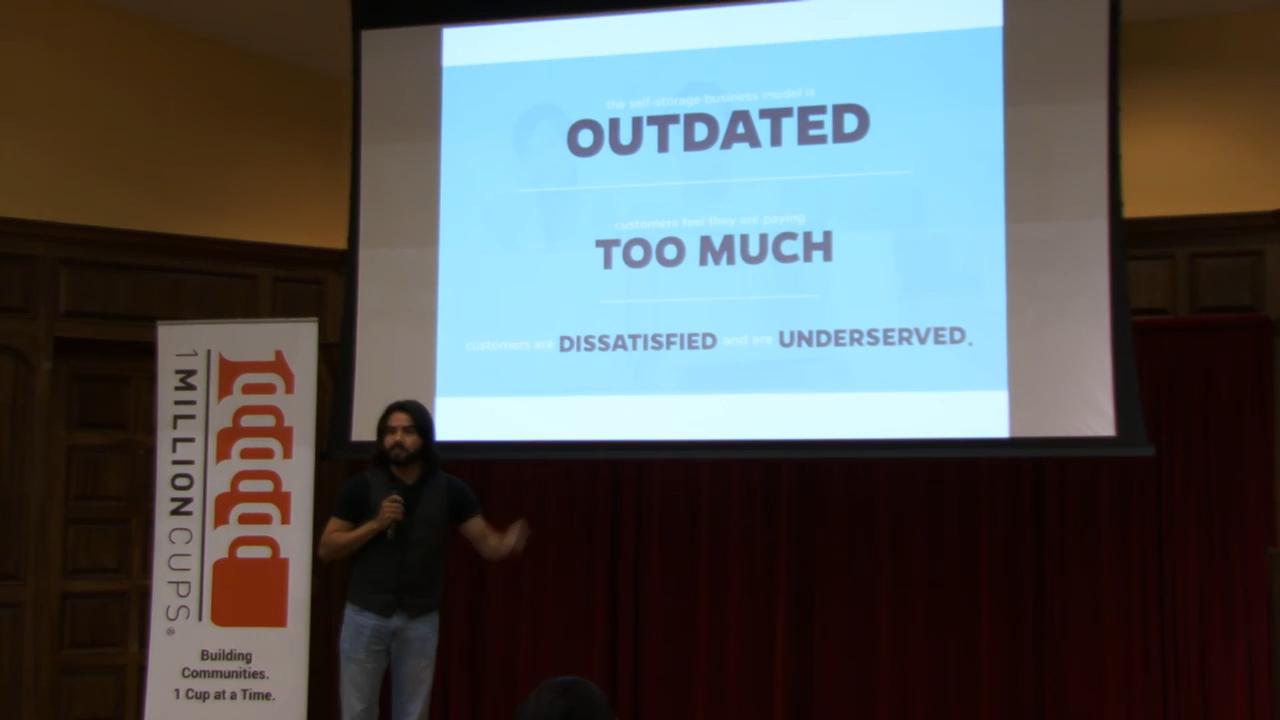 the self-storage business model is
OUTDATED
customers feel they are paying
TOO MUCH
customers are DISSATISFIED and are UNDERSERVED.
1 MILLION CUPS®
Building
Communities.
1 Cup at a Time.